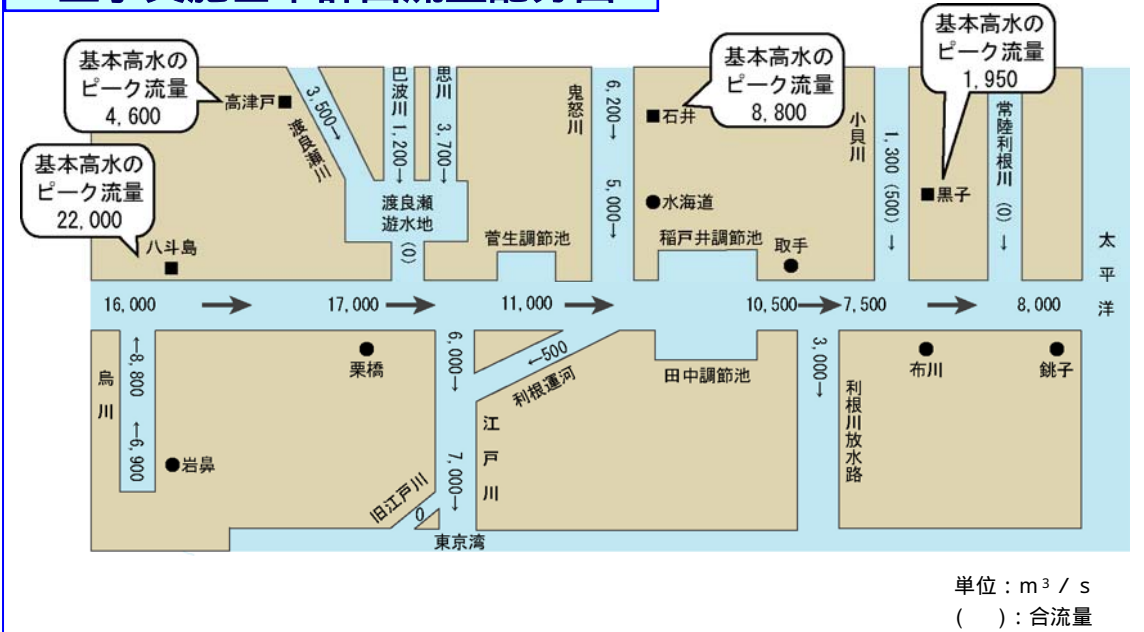 基本高水の
ピーク流量
4,600
基本高水の
ピーク流量
22,000
基本高水の
ピーク流量
8,800
基本高水の
ピーク流量
1,950
高津戸
3,500→
渡良瀬川
巴波川 1,200→
思川 3,700→
渡良瀬
遊水地
(0)
鬼怒川
6,200→
5,000→
石井
水海道
小貝川
1,300 (500)→
黒子
常陸利根川 (0)→
八斗島
菅生調節池
稲戸井調節池
取手
太平洋
16,000
17,000
11,000
10,500
7,500
8,000
烏川
←8,800 ←6,900
岩鼻
栗橋
6,000→
←500
利根運河
田中調節池
3,000→
利根川放水路
布川
銚子
江戸川
7,000→
旧江戸川
0
東京湾
単位：m³／s
(　)：合流量